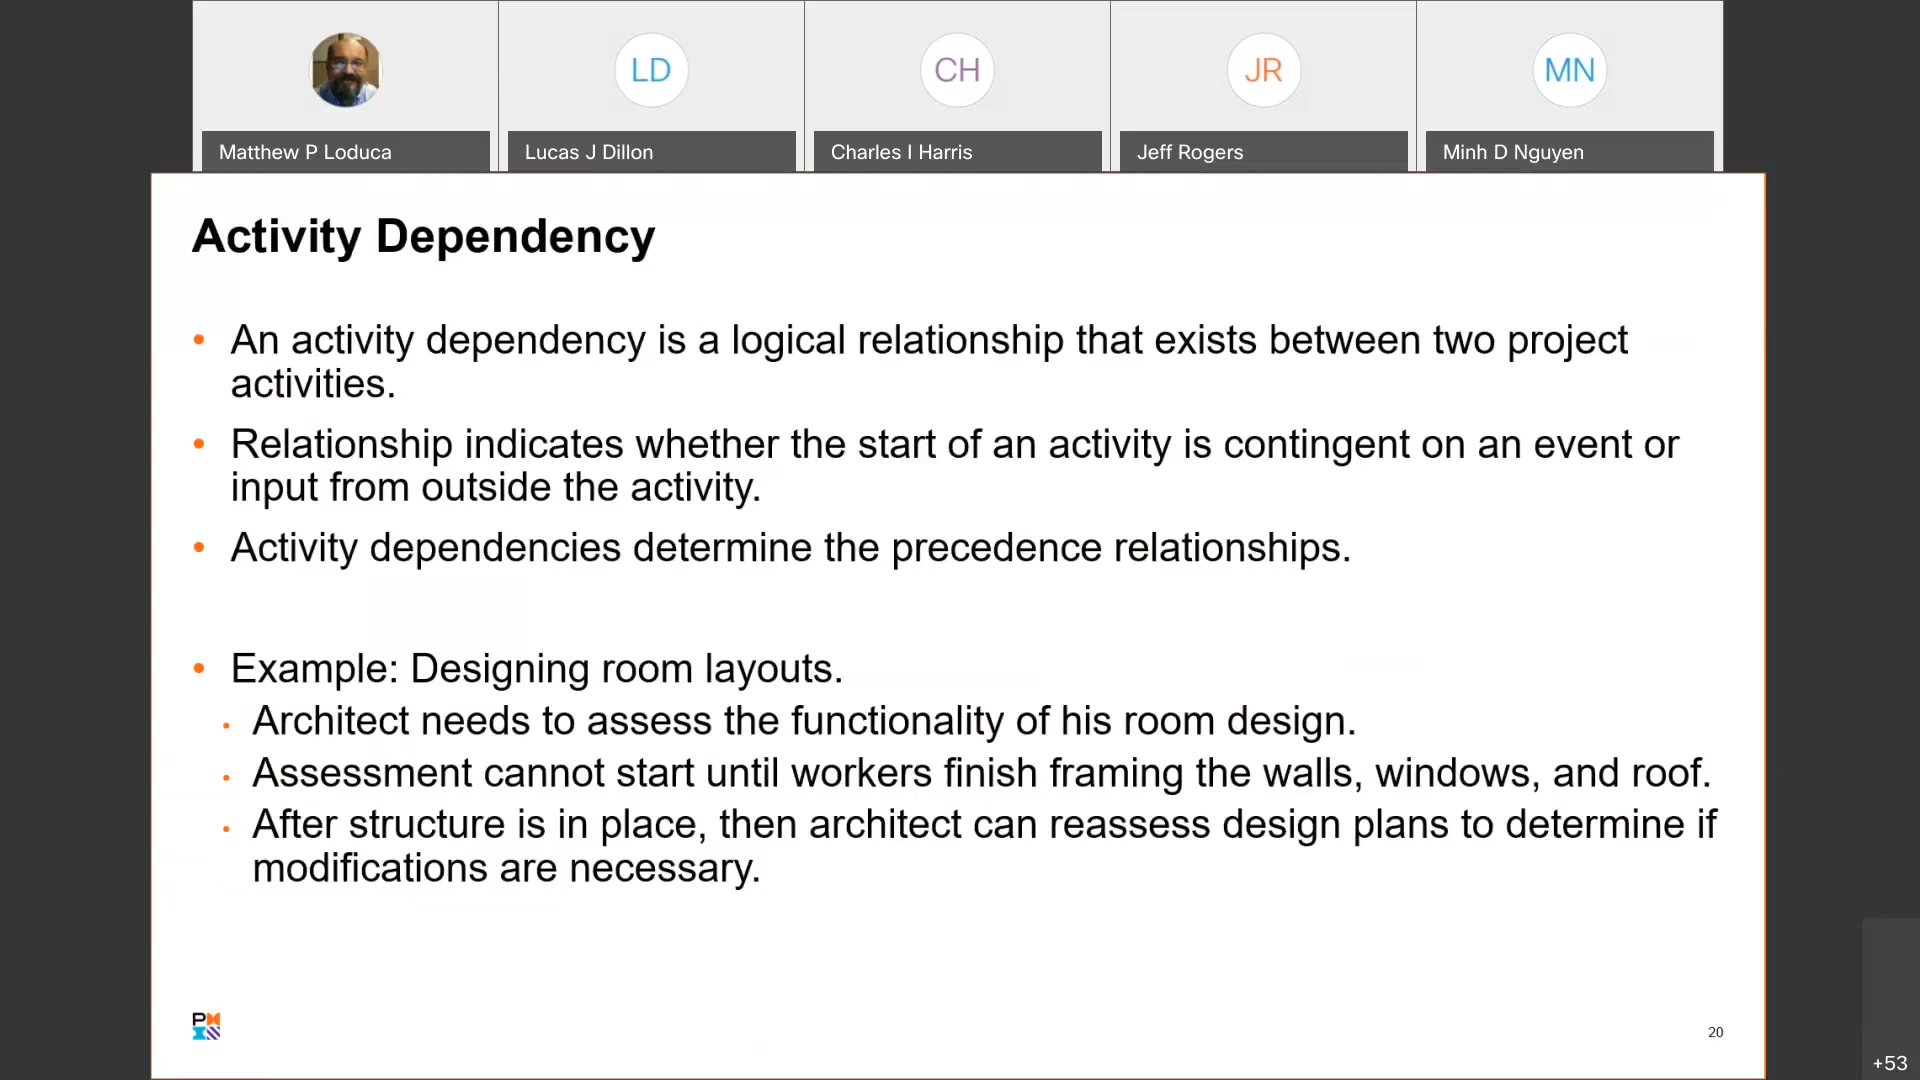 LD
CH
JR
MN
Matthew P Loduca
Lucas J Dillon
Charles I Harris
Jeff Rogers
Minh D Nguyen
Activity Dependency
• An activity dependency is a logical relationship that exists between two project
activities.
• Relationship indicates whether the start of an activity is contingent on an event or
input from outside the activity.
• Activity dependencies determine the precedence relationships.
• Example: Designing room layouts.
• Architect needs to assess the functionality of his room design.
• Assessment cannot start until workers finish framing the walls, windows, and roof.
• After structure is in place, then architect can reassess design plans to determine if
modifications are necessary.
20
+53